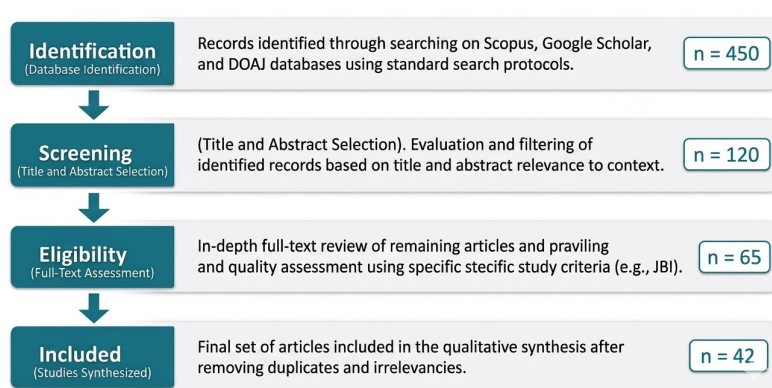 Identification
(Database Identification)
Records identified through searching on Scopus, Google Scholar,
and DOAJ databases using standard search protocols.
n = 450
Screening
(Title and Abstract Selection)
(Title and Abstract Selection). Evaluation and filtering of
identified records based on title and abstract relevance to context.
n = 120
Eligibility
(Full-Text Assessment)
In-depth full-text review of remaining articles and praviling
and quality assessment using specific stecific study criteria (e.g., JBI).
n = 65
Included
(Studies Synthesized)
Final set of articles included in the qualitative synthesis after
removing duplicates and irrelevancies.
n = 42